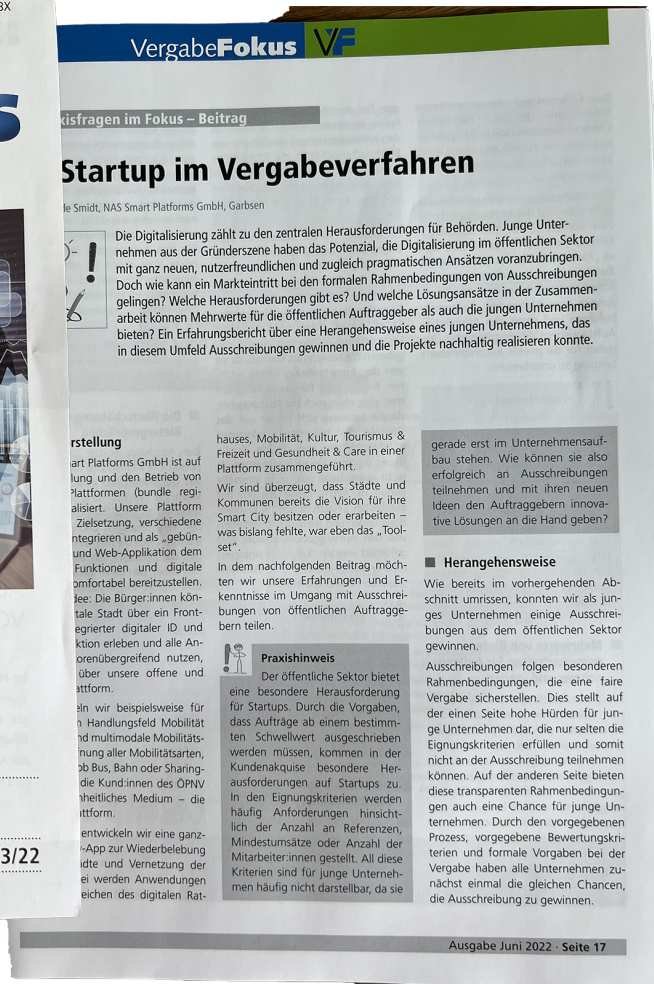 BX
VergabeFokus VF
xisfragen im Fokus – Beitrag
Startup im Vergabeverfahren
le Smidt, NAS Smart Platforms GmbH, Garbsen
Die Digitalisierung zählt zu den zentralen Herausforderungen für Behörden. Junge Unter-
nehmen aus der Gründerszene haben das Potenzial, die Digitalisierung im öffentlichen Sektor
mit ganz neuen, nutzerfreundlichen und zugleich pragmatischen Ansätzen voranzubringen.
Doch wie kann ein Markteintritt bei den formalen Rahmenbedingungen von Ausschreibungen
gelingen? Welche Herausforderungen gibt es? Und welche Lösungsansätze in der Zusammen-
arbeit können Mehrwerte für die öffentlichen Auftraggeber als auch die jungen Unternehmen
bieten? Ein Erfahrungsbericht über eine Herangehensweise eines jungen Unternehmens, das
in diesem Umfeld Ausschreibungen gewinnen und die Projekte nachhaltig realisieren konnte.
rstellung
art Platforms GmbH ist auf
lung und den Betrieb von
Plattformen (bundle regi-
alisiert. Unsere Plattform
Zielsetzung, verschiedene
ntegrieren und als „gebün-
und Web-Applikation dem
Funktionen und digitale
omfortabel bereitzustellen.
dee: Die Bürger:innen kön-
tale Stadt über ein Front-
egrierter digitaler ID und
ktion erleben und alle An-
orenübergreifend nutzen,
über unsere offene und
attform.
eln wir beispielsweise für
n Handlungsfeld Mobilität
nd multimodale Mobilitäts-
nung aller Mobilitätsarten,
ob Bus, Bahn oder Sharing-
die Kund:innen des ÖPNV
nheitliches Medium – die
attform.
entwickeln wir eine ganz-
-App zur Wiederbelebung
ädte und Vernetzung der
ei werden Anwendungen
eichen des digitalen Rat-
hauses, Mobilität, Kultur, Tourismus &
Freizeit und Gesundheit & Care in einer
Plattform zusammengeführt.
Wir sind überzeugt, dass Städte und
Kommunen bereits die Vision für ihre
Smart City besitzen oder erarbeiten –
was bislang fehlte, war eben das „Tool-
set“.
In dem nachfolgenden Beitrag möch-
ten wir unsere Erfahrungen und Er-
kenntnisse im Umgang mit Ausschrei-
bungen von öffentlichen Auftragge-
bern teilen.
Praxishinweis
Der öffentliche Sektor bietet
eine besondere Herausforderung
für Startups. Durch die Vorgaben,
dass Aufträge ab einem bestimm-
ten Schwellwert ausgeschrieben
werden müssen, kommen in der
Kundenakquise besondere Her-
ausforderungen auf Startups zu.
In den Eignungskriterien werden
häufig Anforderungen hinsicht-
lich der Anzahl an Referenzen,
Mindestumsätze oder Anzahl der
Mitarbeiter:innen gestellt. All diese
Kriterien sind für junge Unterneh-
men häufig nicht darstellbar, da sie
gerade erst im Unternehmensauf-
bau stehen. Wie können sie also
erfolgreich an Ausschreibungen
teilnehmen und mit ihren neuen
Ideen den Auftraggebern innova-
tive Lösungen an die Hand geben?
Herangehensweise
Wie bereits im vorhergehenden Ab-
schnitt umrissen, konnten wir als jun-
ges Unternehmen einige Ausschrei-
bungen aus dem öffentlichen Sektor
gewinnen.
Ausschreibungen folgen besonderen
Rahmenbedingungen, die eine faire
Vergabe sicherstellen. Dies stellt auf
der einen Seite hohe Hürden für jun-
ge Unternehmen dar, die nur selten die
Eignungskriterien erfüllen und somit
nicht an der Ausschreibung teilnehmen
können. Auf der anderen Seite bieten
diese transparenten Rahmenbedingun-
gen auch eine Chance für junge Un-
ternehmen. Durch den vorgegebenen
Prozess, vorgegebene Bewertungskri-
terien und formale Vorgaben bei der
Vergabe haben alle Unternehmen zu-
nächst einmal die gleichen Chancen,
die Ausschreibung zu gewinnen.
3/22
Ausgabe Juni 2022 · Seite 17